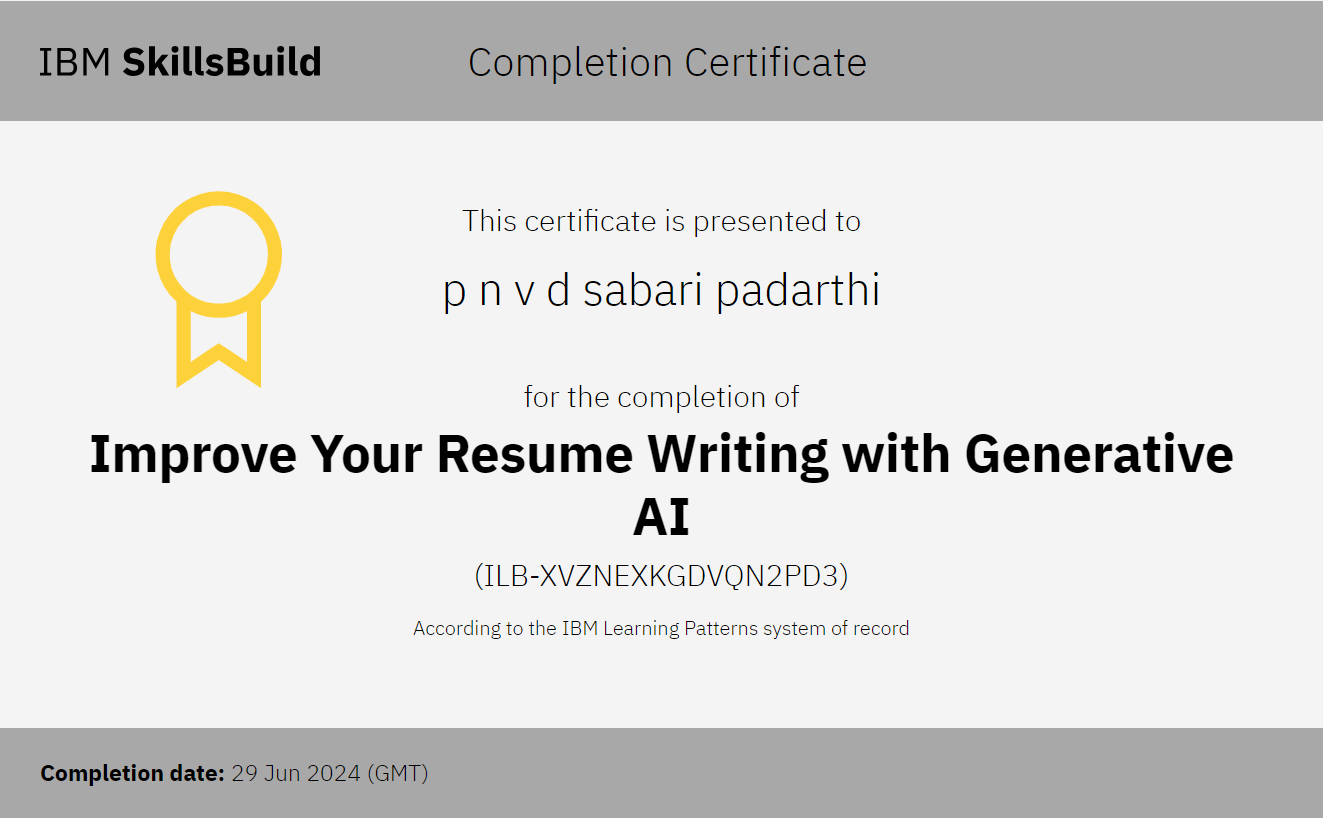 IBM SkillsBuild
Completion Certificate
This certificate is presented to
p n v d sabari padarthi
for the completion of
Improve Your Resume Writing with Generative
AI
(ILB-XVZNEXKGDVQN2PD3)
According to the IBM Learning Patterns system of record
Completion date: 29 Jun 2024 (GMT)